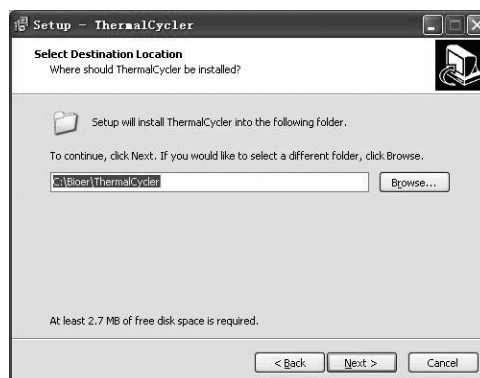 Setup - ThermalCycler
Select Destination Location
Where should ThermalCycler be installed?
Setup will install ThermalCycler into the following folder.
To continue, click Next. If you would like to select a different folder, click Browse.
C:\Bioer\ThermalCycler
Browse...
At least 2.7 MB of free disk space is required.
< Back
Next >
Cancel